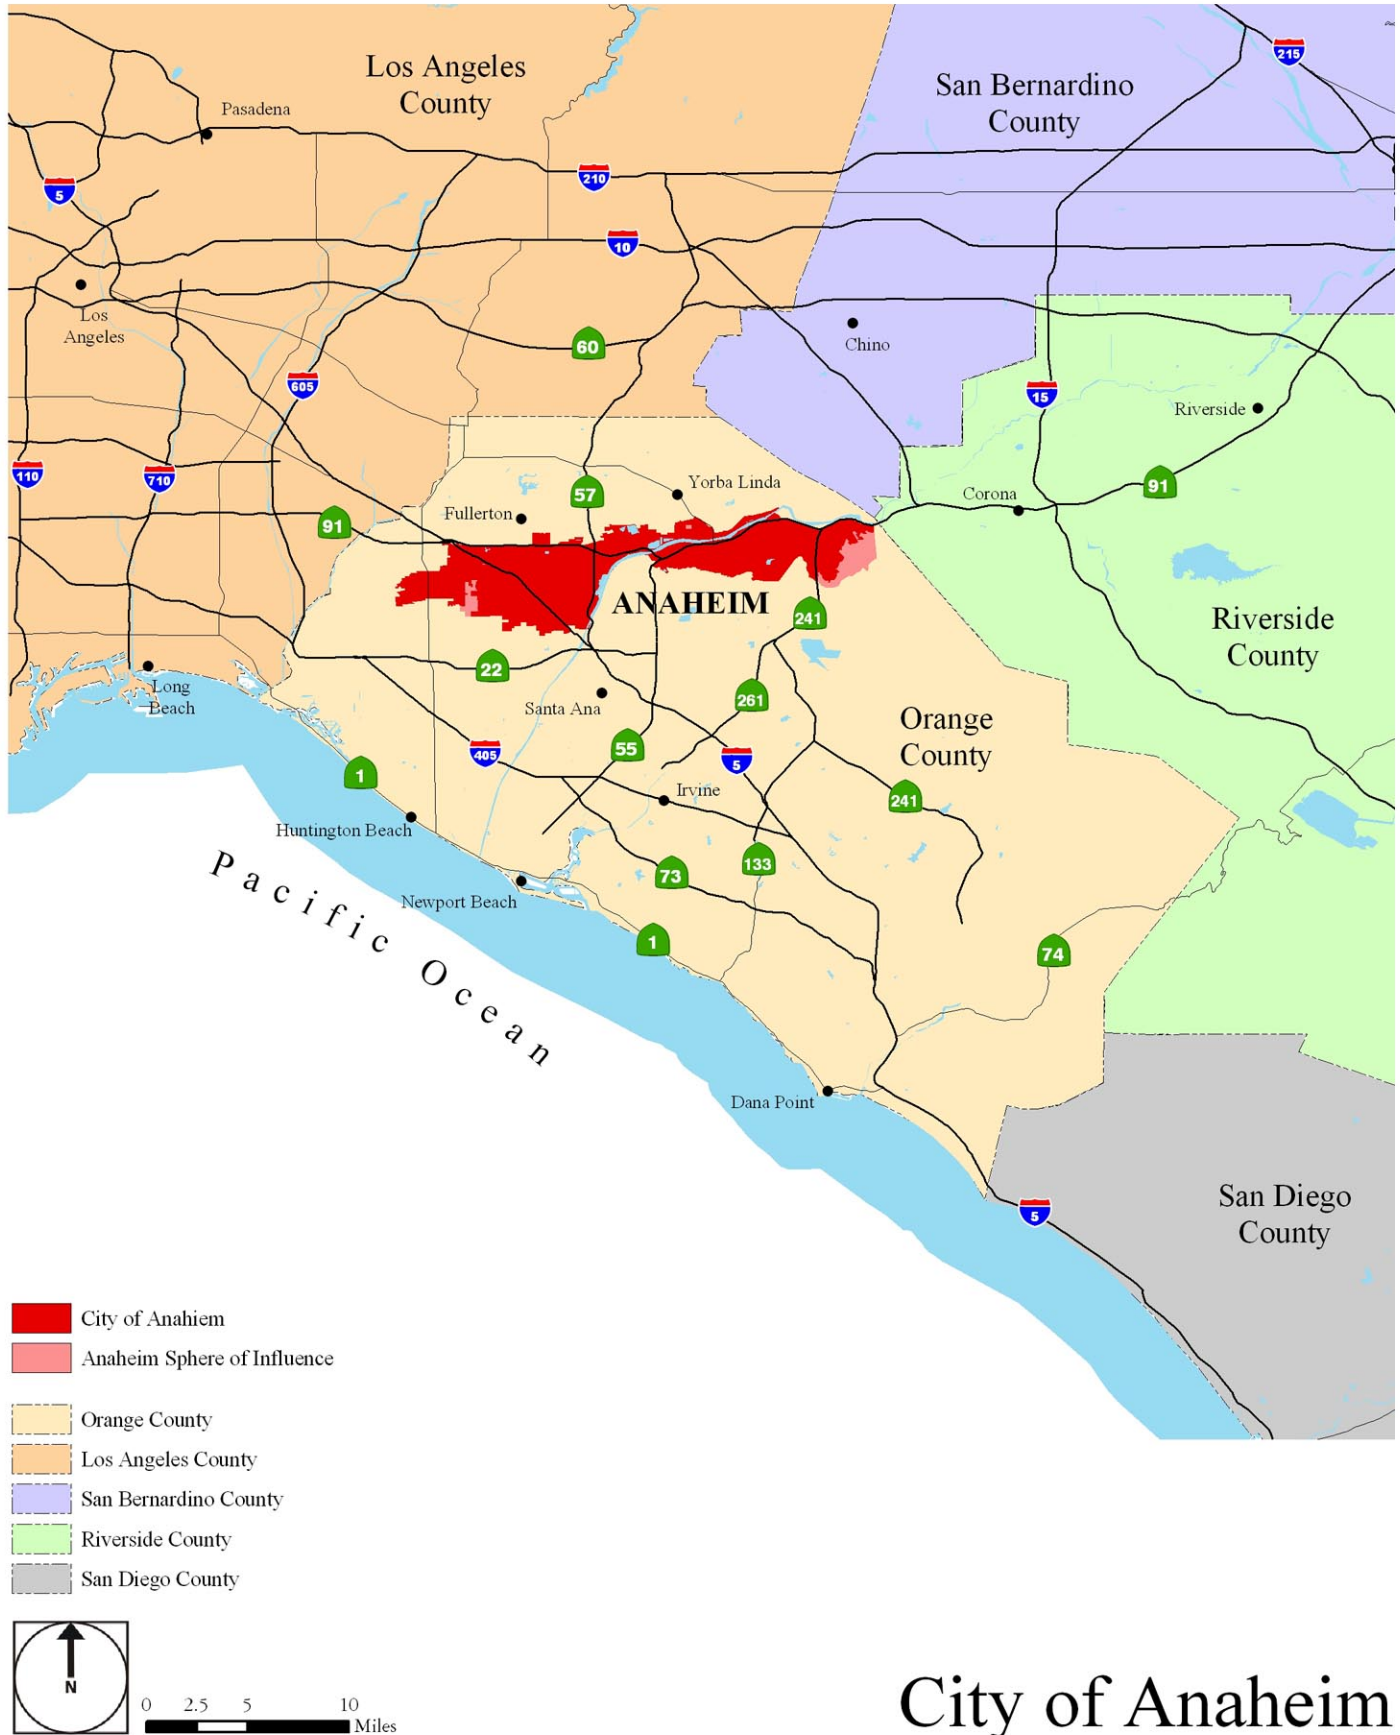 Los Angeles
County
San Bernardino
County
215
Pasadena
5
210
10
Los
Angeles
60
Chino
605
15
Riverside
110
710
57
Yorba Linda
91
Corona
Fullerton
91
ANAHEIM
241
Riverside
County
22
Long
Beach
Santa Ana
261
Orange
County
405
55
5
1
Irvine
241
Huntington Beach
133
73
Newport Beach
1
74
Pacific Ocean
Dana Point
San Diego
County
5
City of Anahiem
Anaheim Sphere of Influence
Orange County
Los Angeles County
San Bernardino County
Riverside County
San Diego County
N
0 2.5 5 10
Miles
City of Anaheim